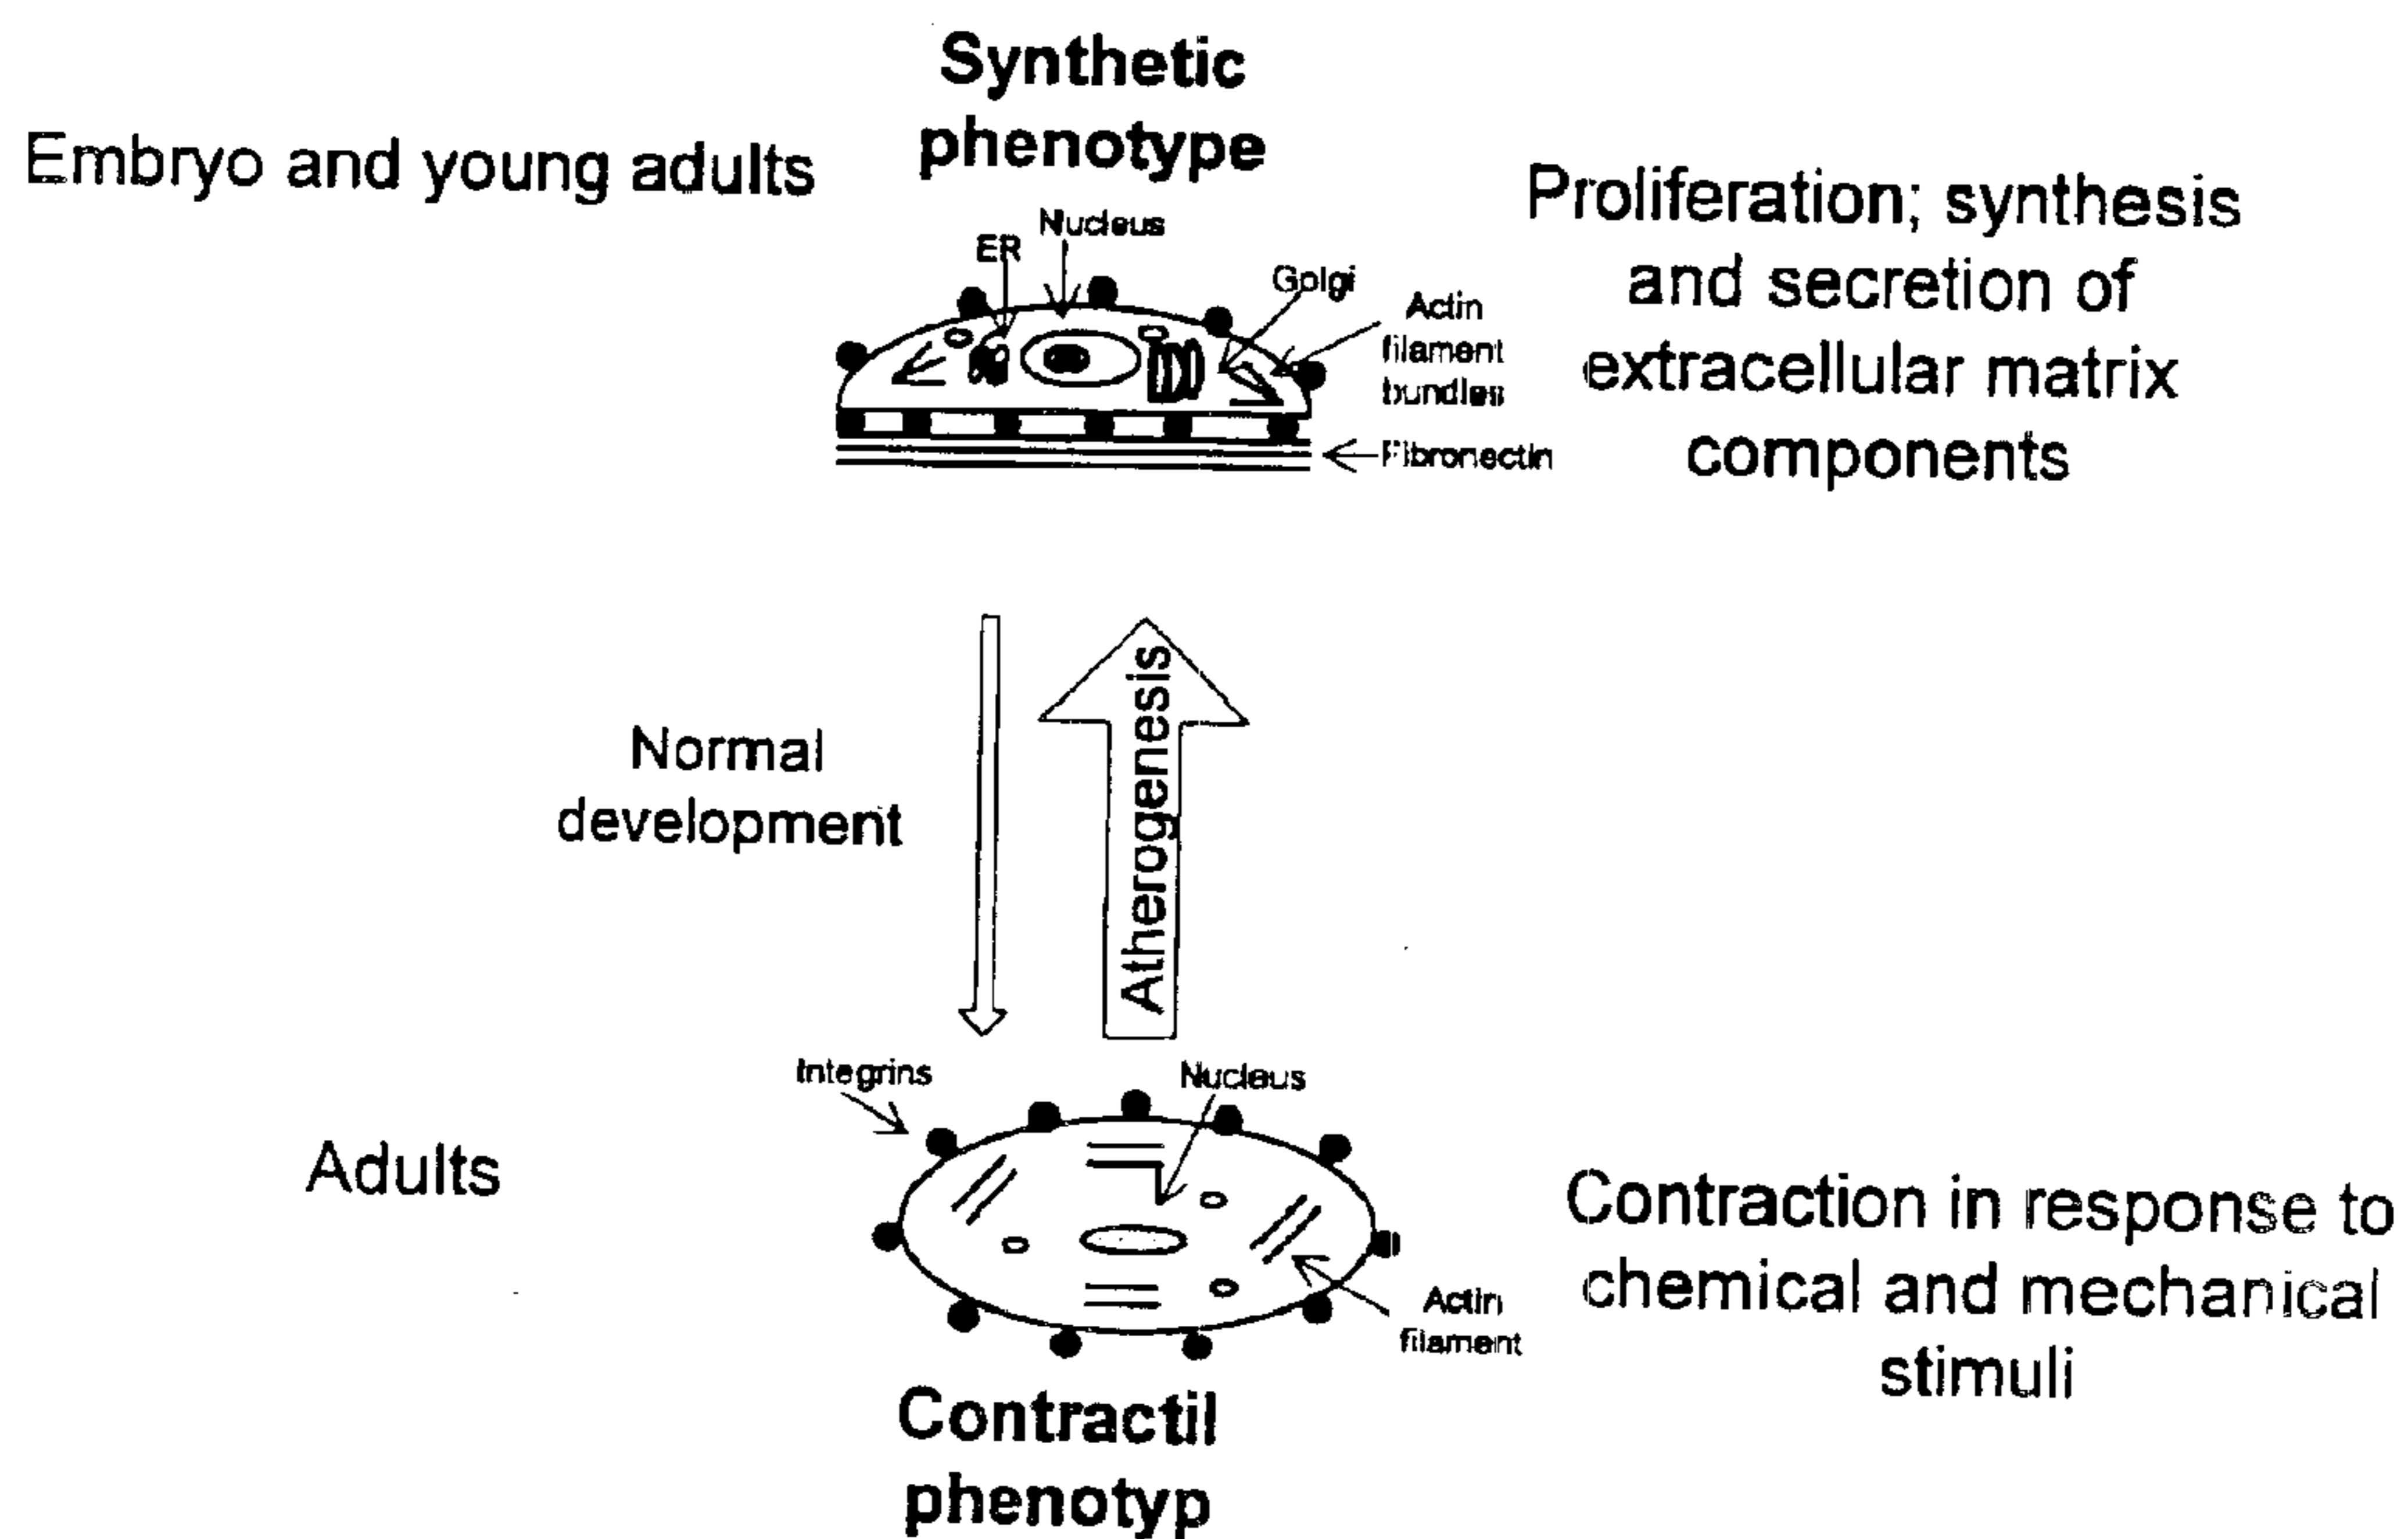 Synthetic
phenotype
Embryo and young adults
Proliferation; synthesis
and secretion of
extracellular matrix
components
Nucleus
ER
Golgi
Actin
filament
bundles
Fibronectin
Normal
development
Atherogenesis
Integrins
Nucleus
Adults
Contraction in response to
chemical and mechanical
stimuli
Actin
filament
Contractil
phenotyp